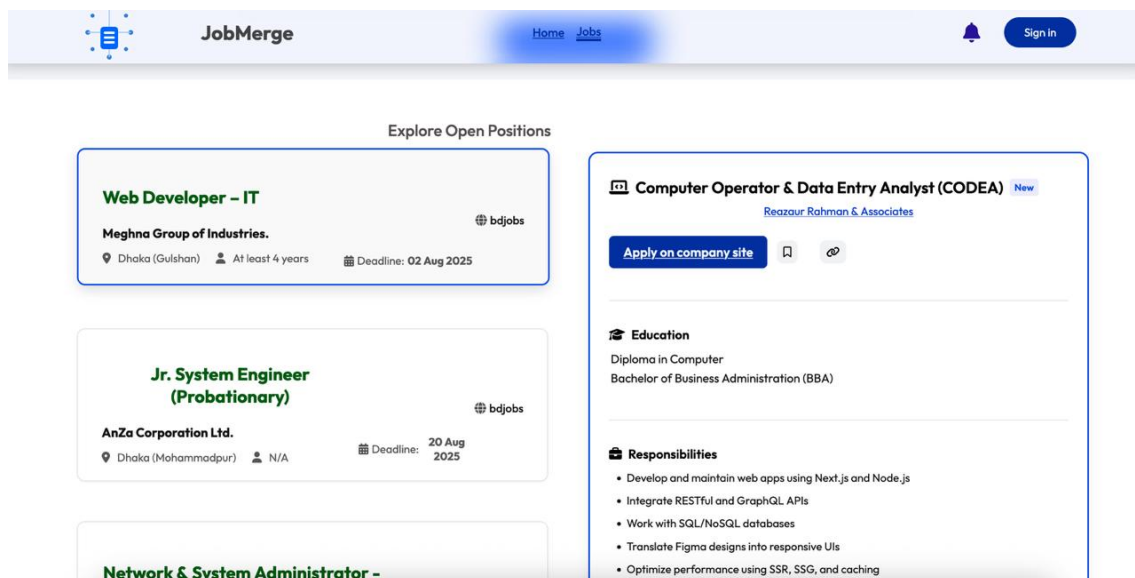 JobMerge
Home Jobs
Sign in
Explore Open Positions
Web Developer – IT
bdjobs
Meghna Group of Industries.
Dhaka (Gulshan) At least 4 years
Deadline: 02 Aug 2025
Jr. System Engineer
(Probationary)
bdjobs
AnZa Corporation Ltd.
Dhaka (Mohammadpur) N/A
Deadline: 20 Aug
2025
Network & System Administrator -
Computer Operator & Data Entry Analyst (CODEA) New
Reazaur Rahman & Associates
Apply on company site
Education
Diploma in Computer
Bachelor of Business Administration (BBA)
Responsibilities
• Develop and maintain web apps using Next.js and Node.js
• Integrate RESTful and GraphQL APIs
• Work with SQL/NoSQL databases
• Translate Figma designs into responsive UIs
• Optimize performance using SSR, SSG, and caching